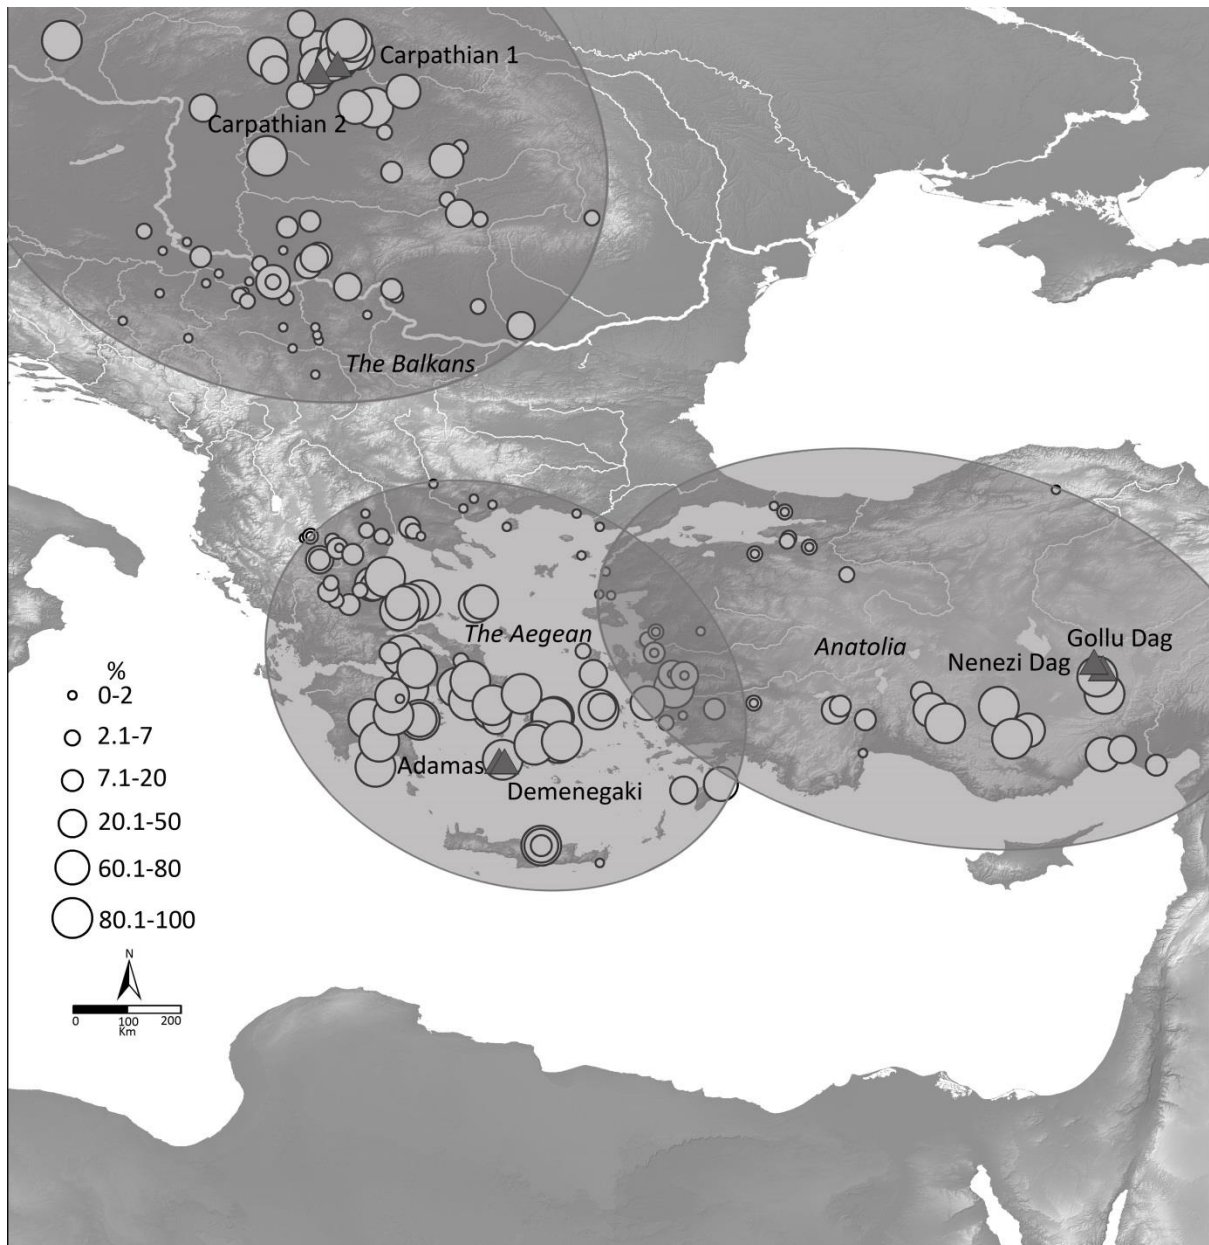 Carpathian 1
Carpathian 2
The Balkans
The Aegean
Anatolia
Gollu Dag
Nenezi Dag
Adamas
Demenegaki
%
0-2
2.1-7
7.1-20
20.1-50
60.1-80
80.1-100
N
0 100 200
Km